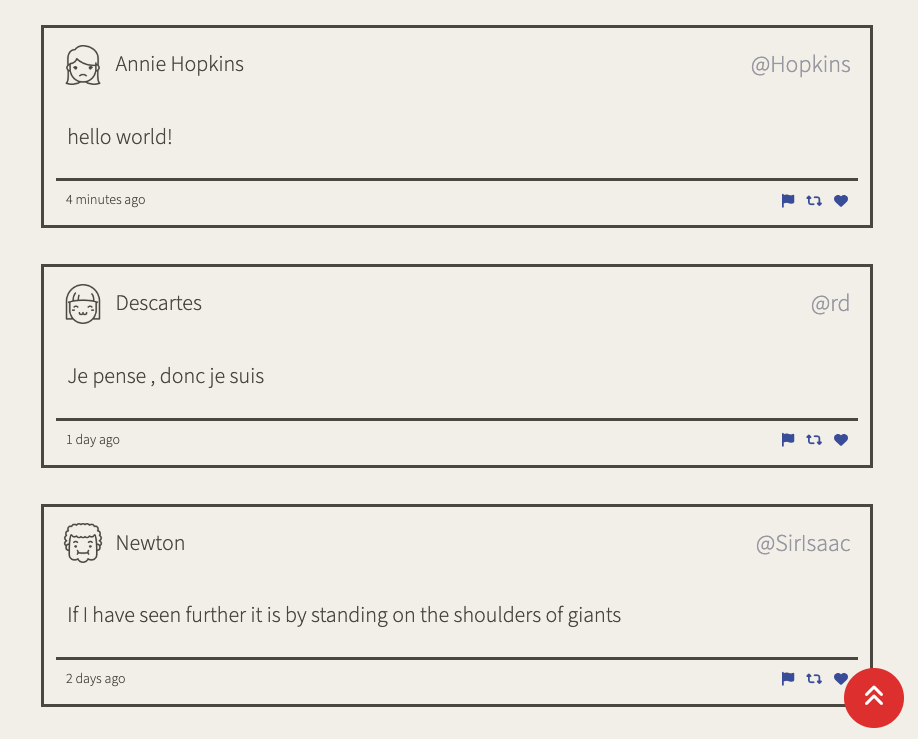 Annie Hopkins @Hopkins
hello world!
4 minutes ago
Descartes @rd
Je pense , donc je suis
1 day ago
Newton @SirIsaac
If I have seen further it is by standing on the shoulders of giants
2 days ago